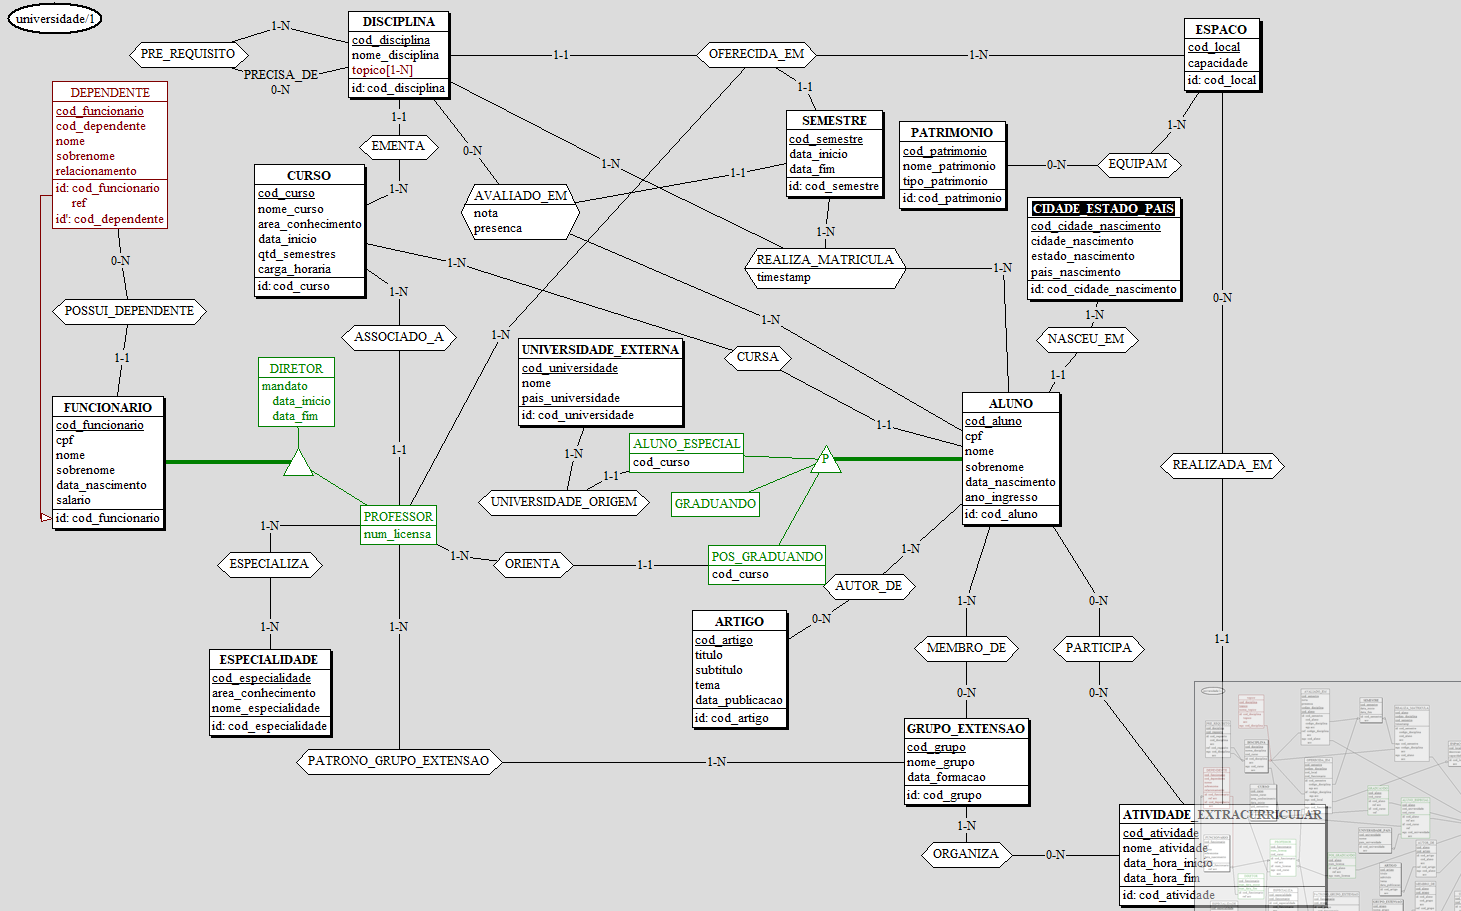 universidade/1
DISCIPLINA
cod_disciplina
nome_disciplina
topico[1-N]
id: cod_disciplina
PRE_REQUISITO
1-N
PRECISA_DE
0-N
1-1
OFERECIDA_EM
1-N
1-1
1-N
ESPACO
cod_local
capacidade
id: cod_local
DEPENDENTE
cod_funcionario
cod_dependente
nome
sobrenome
relacionamento
id: cod_funcionario
ref
id': cod_dependente
1-1
EMENTA
1-N
CURSO
cod_curso
nome_curso
area_conhecimento
data_inicio
qtd_semestres
carga_horaria
id: cod_curso
0-N
AVALIADO_EM
nota
presenca
1-1
1-N
1-N
SEMESTRE
cod_semestre
data_inicio
data_fim
id: cod_semestre
1-N
PATRIMONIO
cod_patrimonio
nome_patrimonio
tipo_patrimonio
id: cod_patrimonio
0-N
EQUIPAM
1-N
CIDADE_ESTADO_PAIS
cod_cidade_nascimento
cidade_nascimento
estado_nascimento
pais_nascimento
id: cod_cidade_nascimento
REALIZA_MATRICULA
timestamp
1-N
0-N
POSSUI_DEPENDENTE
1-1
1-N
ASSOCIADO_A
1-1
1-N
CURSA
1-1
1-N
NASCEU_EM
1-1
0-N
REALIZADA_EM
1-1
UNIVERSIDADE_EXTERNA
cod_universidade
nome
pais_universidade
id: cod_universidade
1-N
UNIVERSIDADE_ORIGEM
1-1
DIRETOR
mandato
data_inicio
data_fim
FUNCIONARIO
cod_funcionario
cpf
nome
sobrenome
data_nascimento
salario
id: cod_funcionario
ALUNO
cod_aluno
cpf
nome
sobrenome
data_nascimento
ano_ingresso
id: cod_aluno
ALUNO_ESPECIAL
cod_curso
P
GRADUANDO
PROFESSOR
num_licensa
POS_GRADUANDO
cod_curso
1-N
ORIENTA
1-1
1-N
ESPECIALIZA
1-N
ESPECIALIDADE
cod_especialidade
area_conhecimento
nome_especialidade
id: cod_especialidade
1-N
AUTOR_DE
0-N
ARTIGO
cod_artigo
titulo
subtitulo
tema
data_publicacao
id: cod_artigo
1-N
MEMBRO_DE
0-N
0-N
PARTICIPA
0-N
1-N
PATRONO_GRUPO_EXTENSAO
1-N
GRUPO_EXTENSAO
cod_grupo
nome_grupo
data_formacao
id: cod_grupo
1-N
ORGANIZA
0-N
ATIVIDADE_EXTRACURRICULAR
cod_atividade
nome_atividade
data_hora_inicio
data_hora_fim
id: cod_atividade